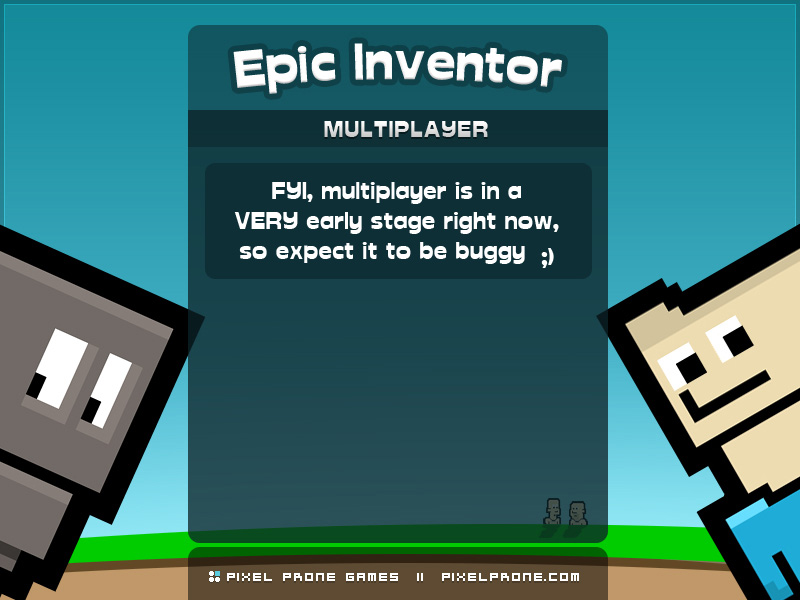 Epic Inventor
MULTIPLAYER
FYI, multiplayer is in a
VERY early stage right now,
so expect it to be buggy ;)
PIXEL PRONE GAMES || PIXELPRONE.COM